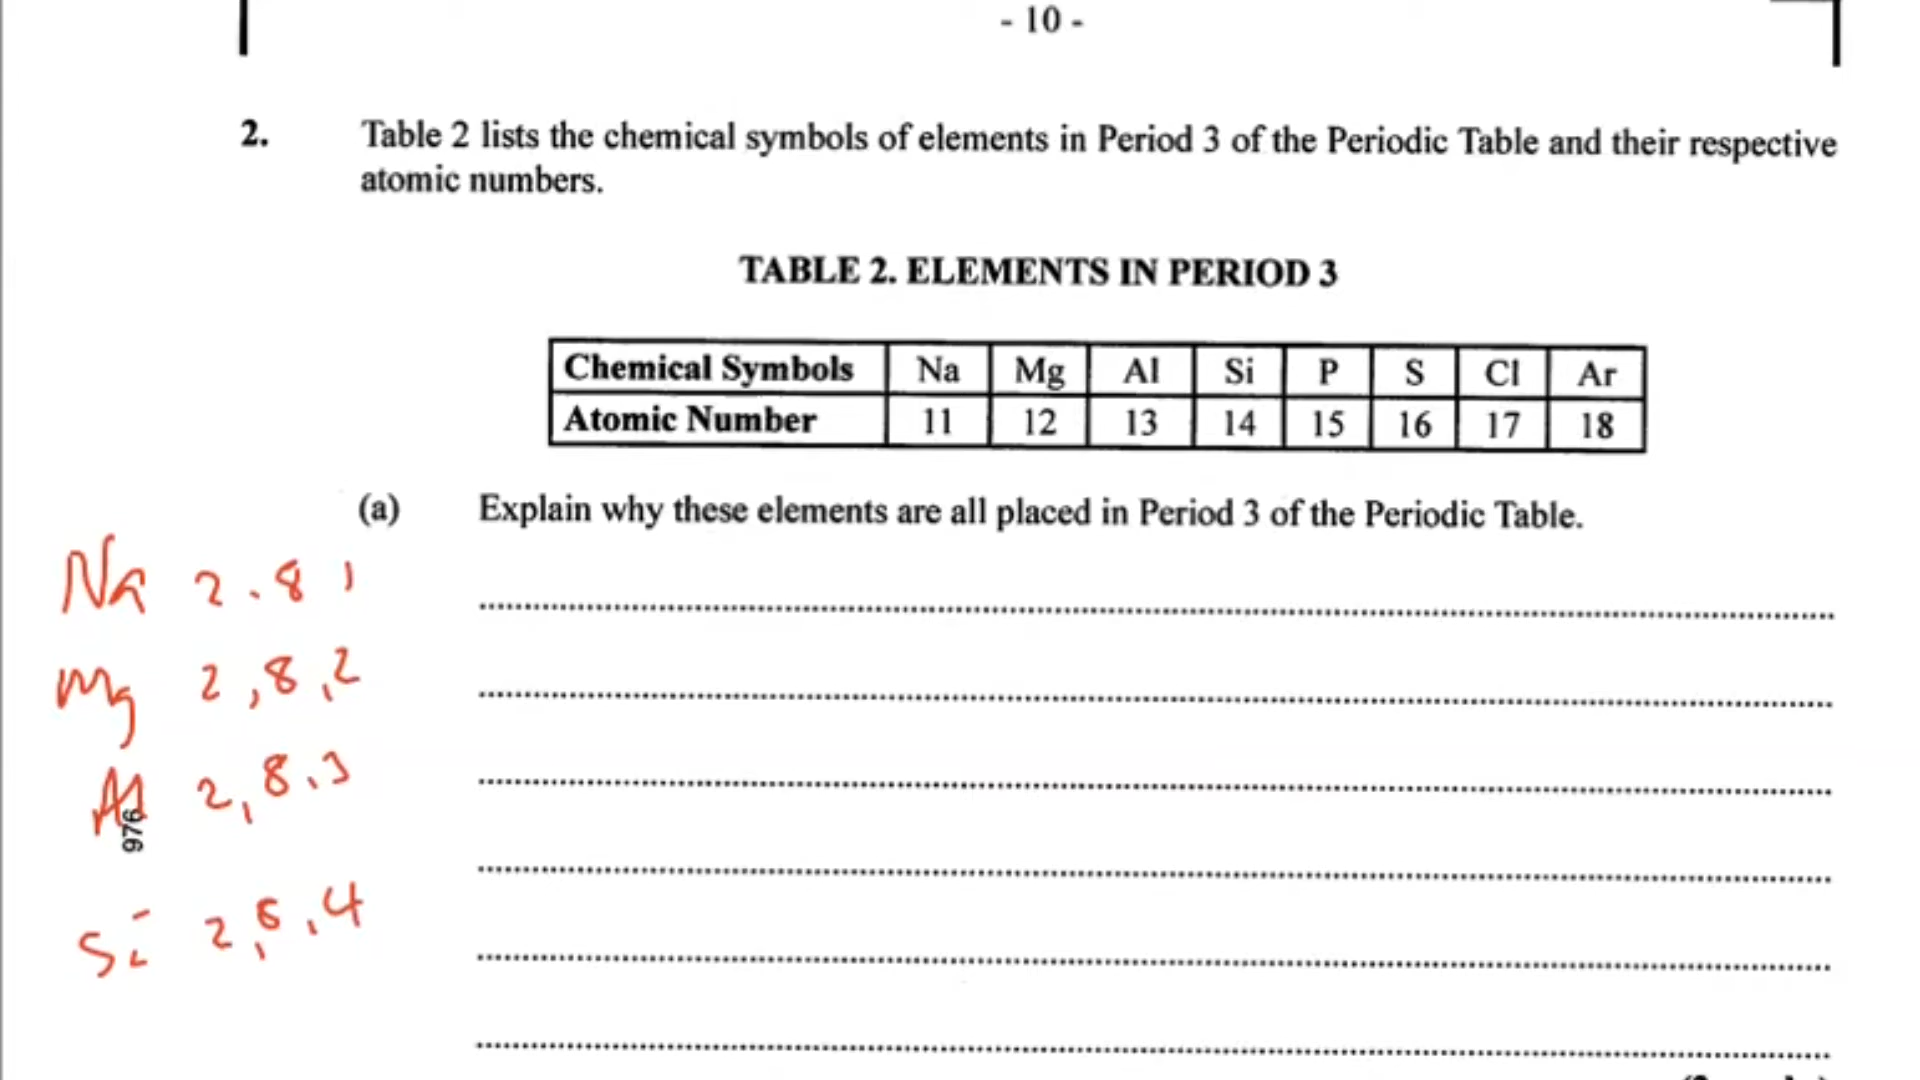 - 10 -
2. Table 2 lists the chemical symbols of elements in Period 3 of the Periodic Table and their respective
atomic numbers.
TABLE 2. ELEMENTS IN PERIOD 3
Chemical Symbols Na Mg Al Si P S Cl Ar
Atomic Number 11 12 13 14 15 16 17 18
(a) Explain why these elements are all placed in Period 3 of the Periodic Table.
Na 2.8 1
Mg 2,8,2
Al 2,8,3
976
Si 2,8,4